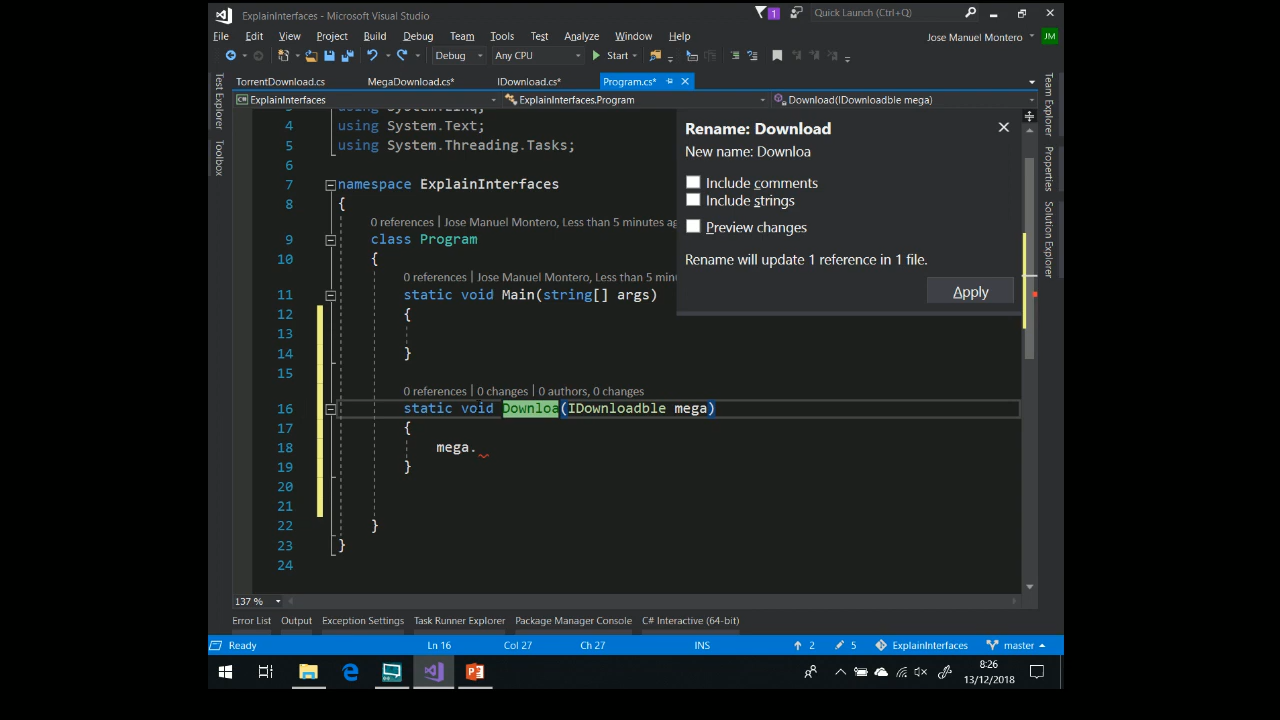 ExplainInterfaces - Microsoft Visual Studio
1
Quick Launch (Ctrl+Q)
File Edit View Project Build Debug Team Tools Test Analyze Window Help
Jose Manuel Montero JM
Debug Any CPU Start
TorrentDownload.cs MegaDownload.cs* IDownload.cs* Program.cs*
ExplainInterfaces ExplainInterfaces.Program Download(IDownloadble mega)
Test Explorer
Toolbox
Team Explorer
Properties
Solution Explorer
Rename: Download
New name: Downloa
Include comments
Include strings
Preview changes
Rename will update 1 reference in 1 file.
Apply
3 using System.Linq;
4 using System.Text;
5 using System.Threading.Tasks;
6
7 namespace ExplainInterfaces
8 {
0 references | Jose Manuel Montero, Less than 5 minutes ag
9 class Program
10 {
0 references | Jose Manuel Montero, Less than 5 minu
11 static void Main(string[] args)
12 {
13
14 }
15
0 references | 0 changes | 0 authors, 0 changes
16 static void Downloa(IDownloadble mega)
17 {
18 mega.
19 }
20
21
22 }
23 }
24
137 %
Error List Output Exception Settings Task Runner Explorer Package Manager Console C# Interactive (64-bit)
Ready Ln 16 Col 27 Ch 27 INS 2 5 ExplainInterfaces master
8:26
13/12/2018